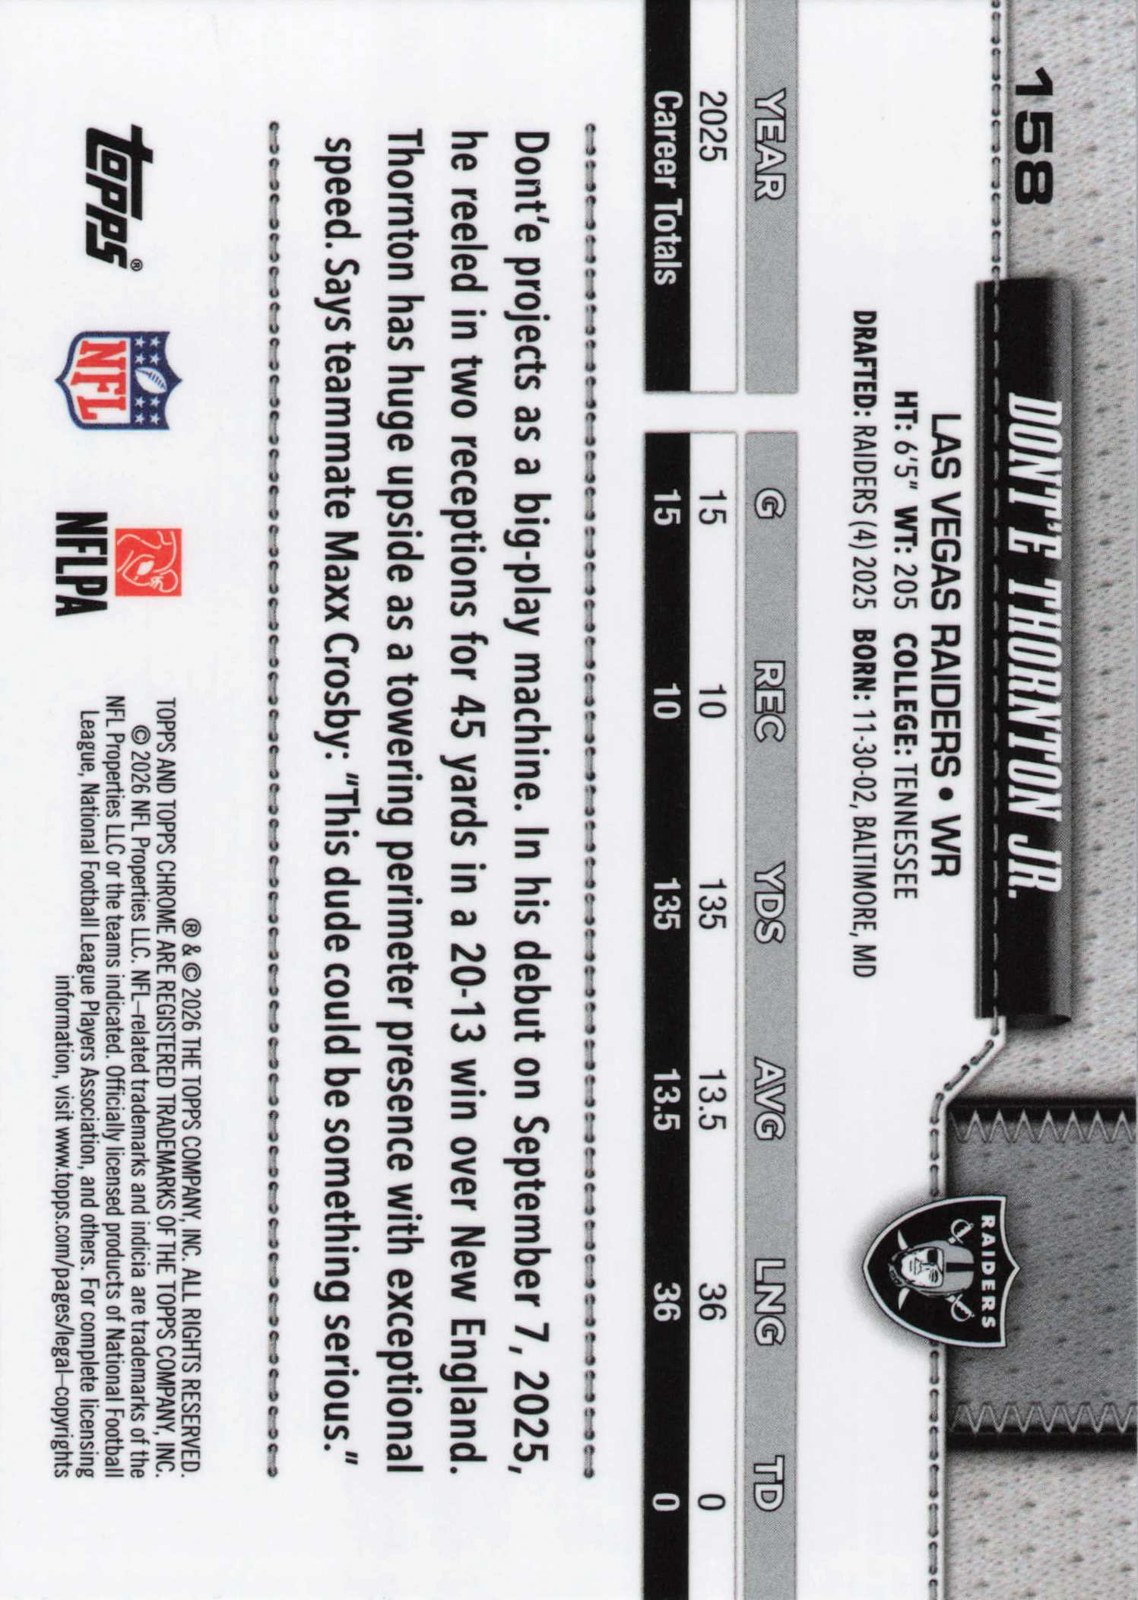 158
DONT'E THORNTON JR.
LAS VEGAS RAIDERS • WR
HT: 6'5" WT: 205 COLLEGE: TENNESSEE
DRAFTED: RAIDERS (4) 2025 BORN: 11-30-02, BALTIMORE, MD
RAIDERS
YEAR G REC YDS AVG LNG TD
2025 15 10 135 13.5 36 0
Career Totals 15 10 135 13.5 36 0
Dont'e projects as a big-play machine. In his debut on September 7, 2025,
he reeled in two receptions for 45 yards in a 20-13 win over New England.
Thornton has huge upside as a towering perimeter presence with exceptional
speed. Says teammate Maxx Crosby: "This dude could be something serious."
topps®
NFL
NFLPA
® & © 2026 THE TOPPS COMPANY, INC. ALL RIGHTS RESERVED.
TOPPS AND TOPPS CHROME ARE REGISTERED TRADEMARKS OF THE TOPPS COMPANY, INC.
© 2026 NFL Properties LLC. NFL–related trademarks and indicia are trademarks of the
NFL Properties LLC or the teams indicated. Officially licensed products of National Football
League, National Football League Players Association, and others. For complete licensing
information, visit www.topps.com/pages/legal–copyrights